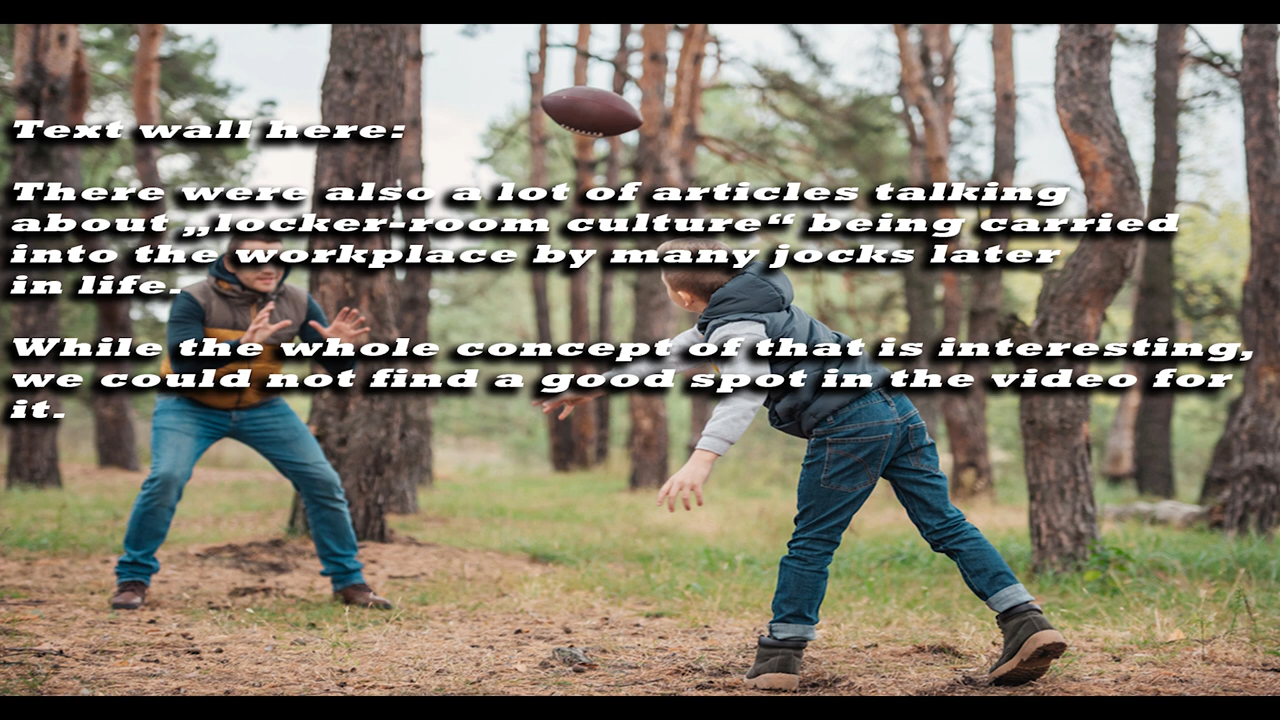 Text wall here:
There were also a lot of articles talking
about „locker-room culture“ being carried
into the workplace by many jocks later
in life.
While the whole concept of that is interesting,
we could not find a good spot in the video for
it.